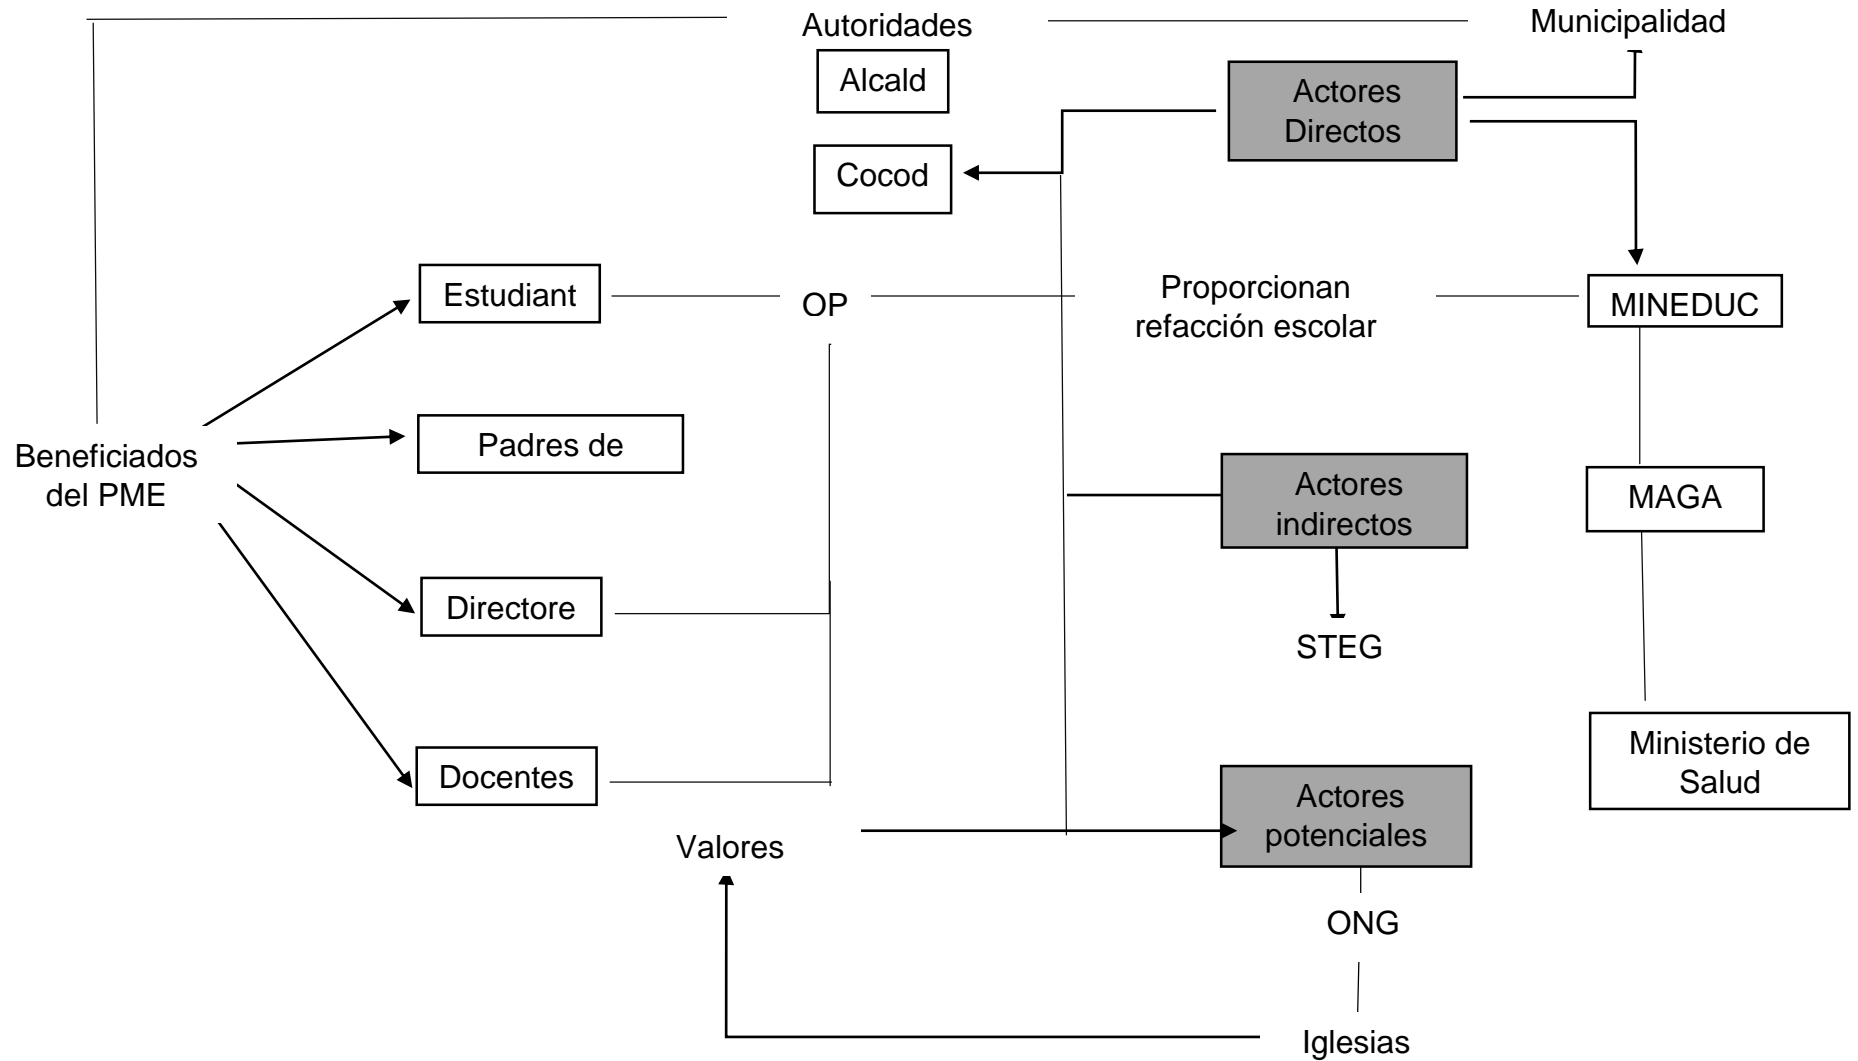 Autoridades
Municipalidad
Alcald
Actores
Directos
Cocod
Estudiant
OP
Proporcionan
refacción escolar
MINEDUC
Beneficiados
del PME
Padres de
Actores
indirectos
MAGA
Directore
STEG
Docentes
Ministerio de
Salud
Actores
potenciales
Valores
ONG
Iglesias